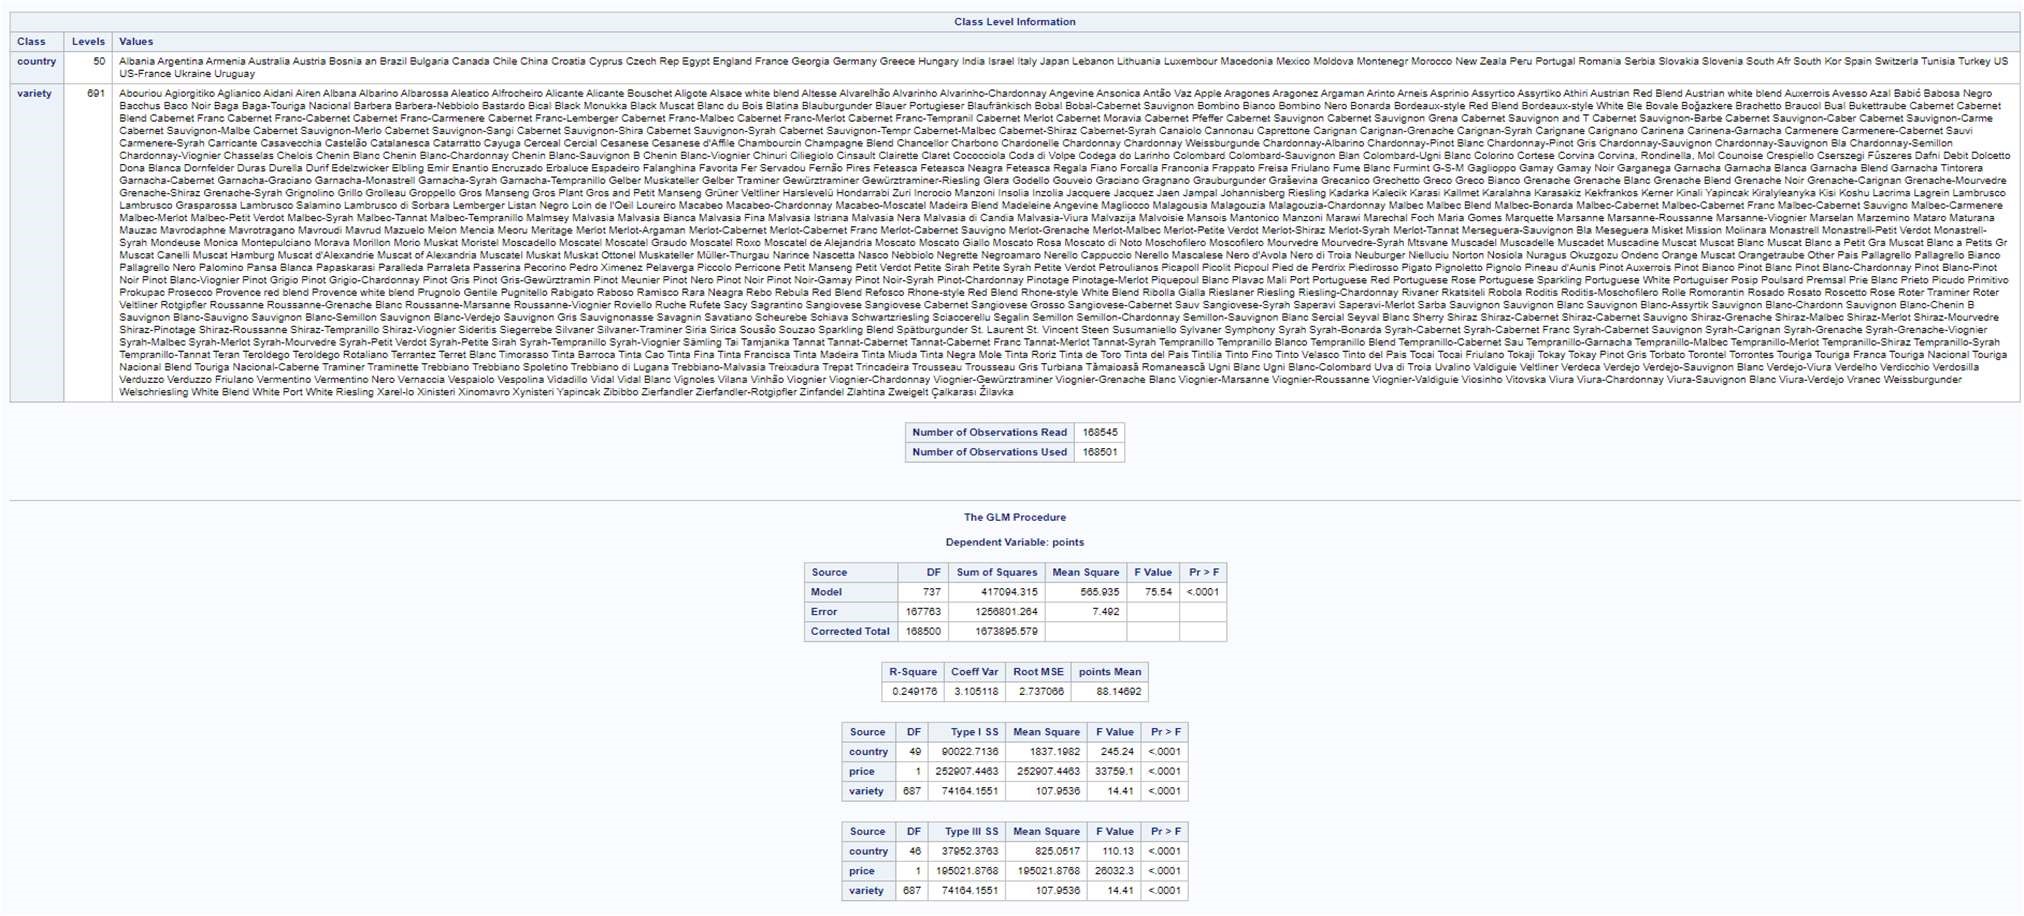 Class Level Information
Class Levels Values
country 50 Albania Argentina Armenia Australia Austria Bosnia an Brazil Bulgaria Canada Chile China Croatia Cyprus Czech Rep Egypt England France Georgia Germany Greece Hungary India Israel Italy Japan Lebanon Lithuania Luxembour Macedonia Mexico Moldova Montenegr Morocco New Zeala Peru Portugal Romania Serbia Slovakia Slovenia South Afr South Kor Spain Switzerla Tunisia Turkey US
US-France Ukraine Uruguay
variety 691 Abouriou Agiorgitiko Aglianico Aidani Airen Albana Albarino Albarossa Aleatico Alfrocheiro Alicante Alicante Bouschet Aligote Alsace white blend Altesse Alvarelhão Alvarinho Alvarinho-Chardonnay Angevine Ansonica Antão Vaz Apple Aragones Aragonez Argaman Arinto Arneis Asprinio Assyrtico Assyrtiko Athiri Austrian Red Blend Austrian white blend Auxerrois Avesso Azal Babić Babosa Negro
Bacchus Baco Noir Baga Baga-Touriga Nacional Barbera Barbera-Nebbiolo Bastardo Bical Black Monukka Black Muscat Blanc du Bois Blatina Blauburgunder Blauer Portugieser Blaufränkisch Bobal Bobal-Cabernet Sauvignon Bombino Bianco Bombino Nero Bonarda Bordeaux-style Red Blend Bordeaux-style White Ble Bovale Boğazkere Brachetto Braucol Bual Bukettraube Cabernet Cabernet
Blend Cabernet Franc Cabernet Franc-Cabernet Cabernet Franc-Carmenere Cabernet Franc-Lemberger Cabernet Franc-Malbec Cabernet Franc-Merlot Cabernet Franc-Tempranil Cabernet Merlot Cabernet Moravia Cabernet Pfeffer Cabernet Sauvignon Cabernet Sauvignon Grena Cabernet Sauvignon and T Cabernet Sauvignon-Barbe Cabernet Sauvignon-Caber Cabernet Sauvignon-Carme
Cabernet Sauvignon-Malbe Cabernet Sauvignon-Merlo Cabernet Sauvignon-Sangi Cabernet Sauvignon-Shira Cabernet Sauvignon-Syrah Cabernet Sauvignon-Tempr Cabernet-Malbec Cabernet-Shiraz Cabernet-Syrah Canaiolo Cannonau Caprettone Carignan Carignan-Grenache Carignan-Syrah Carignane Carignano Carinena Carinena-Garnacha Carmenere Carmenere-Cabernet Sauvi
Carmenere-Syrah Carricante Casavecchia Castelão Catalanesca Catarratto Cayuga Cerceal Cercial Cesanese Cesanese d'Affile Chambourcin Champagne Blend Chancellor Charbono Chardonelle Chardonnay Chardonnay Weissburgunder Chardonnay-Albarino Chardonnay-Pinot Blanc Chardonnay-Pinot Gris Chardonnay-Sauvignon Chardonnay-Sauvignon Bla Chardonnay-Semillon
Chardonnay-Viognier Chasselas Chelois Chenin Blanc Chenin Blanc-Chardonnay Chenin Blanc-Sauvignon B Chenin Blanc-Viognier Chinuri Ciliegiolo Cinsault Clairette Claret Cococciola Coda di Volpe Codega do Larinho Colombard Colombard-Sauvignon Blan Colombard-Ugni Blanc Colorino Cortese Corvina Corvina, Rondinella, Mol Counoise Crespiello Cserszegi Fűszeres Dafni Debit Dolcetto
Dona Blanca Dornfelder Duras Durella Durif Edelzwicker Elbling Emir Enantio Encruzado Erbaluce Espadeiro Falanghina Favorita Fer Servadou Fernão Pires Feteasca Feteasca Neagra Feteasca Regala Fiano Forcalla Franconia Frappato Freisa Friulano Fume Blanc Furmint G-S-M Gaglioppo Gamay Gamay Noir Garganega Garnacha Garnacha Blanca Garnacha Blend Garnacha Tintorera
Garnacha-Cabernet Garnacha-Graciano Garnacha-Monastrell Garnacha-Syrah Garnacha-Tempranillo Gelber Muskateller Gelber Traminer Gewürztraminer Gewürztraminer-Riesling Glera Godello Gouveio Graciano Gragnano Grauburgunder Graševina Grecanico Grechetto Greco Greco Bianco Grenache Grenache Blanc Grenache Blend Grenache Noir Grenache-Carignan Grenache-Mourvedre
Grenache-Shiraz Grenache-Syrah Grignolino Grillo Grolleau Groppello Gros Manseng Gros Plant Gros and Petit Manseng Grüner Veltliner Harslevelü Hondarrabi Zuri Incrocio Manzoni Insolia Inzolia Jacquere Jacquez Jaen Jampal Johannisberg Riesling Kadarka Kalecik Karasi Kallmet Karalahna Karasakiz Kekfrankos Kerner Kinali Yapincak Kiralyleanyka Kisi Koshu Lacrima Lagrein Lambrusco
Lambrusco Grasparossa Lambrusco Salamino Lambrusco di Sorbara Lemberger Listan Negro Loin de l'Oeil Loureiro Macabeo Macabeo-Chardonnay Macabeo-Moscatel Madeira Blend Madeleine Angevine Magliocco Malagousia Malagouzia Malagouzia-Chardonnay Malbec Malbec Blend Malbec-Bonarda Malbec-Cabernet Malbec-Cabernet Franc Malbec-Cabernet Sauvigno Malbec-Carmenere
Malbec-Merlot Malbec-Petit Verdot Malbec-Syrah Malbec-Tannat Malbec-Tempranillo Malmsey Malvasia Malvasia Bianca Malvasia Fina Malvasia Istriana Malvasia Nera Malvasia di Candia Malvasia-Viura Malvazija Malvoisie Mansois Mantonico Manzoni Marawi Marechal Foch Maria Gomes Marquette Marsanne Marsanne-Roussanne Marsanne-Viognier Marselan Marzemino Mataro Maturana
Mauzac Mavrodaphne Mavrotragano Mavroudi Mavrud Mazuelo Melon Mencia Meoru Meritage Merlot Merlot-Argaman Merlot-Cabernet Merlot-Cabernet Franc Merlot-Cabernet Sauvigno Merlot-Grenache Merlot-Malbec Merlot-Petite Verdot Merlot-Shiraz Merlot-Syrah Merlot-Tannat Merseguera-Sauvignon Bla Meseguera Misket Mission Molinara Monastrell Monastrell-Petit Verdot Monastrell-
Syrah Mondeuse Monica Montepulciano Morava Morillon Morio Muskat Moristel Moscadello Moscatel Moscatel Graudo Moscatel Roxo Moscatel de Alejandria Moscato Moscato Giallo Moscato Rosa Moscato di Noto Moschofilero Moscofilero Mourvedre Mourvedre-Syrah Mtsvane Muscadel Muscadelle Muscadet Muscadine Muscat Muscat Blanc Muscat Blanc a Petit Gra Muscat Blanc a Petits Gr
Muscat Canelli Muscat Hamburg Muscat d'Alexandrie Muscat of Alexandria Muscatel Muskat Muskat Ottonel Muskateller Müller-Thurgau Narince Nascetta Nasco Nebbiolo Negrette Negroamaro Nerello Cappuccio Nerello Mascalese Nero d'Avola Nero di Troia Neuburger Nielluciu Norton Nosiola Nuragus Okuzgozu Ondenc Orange Muscat Orangetraube Other Pais Pallagrello Pallagrello Bianco
Pallagrello Nero Palomino Pansa Blanca Papaskarasi Paralleda Parraleta Passerina Pecorino Pedro Ximenez Pelaverga Piccolo Perricone Petit Manseng Petit Verdot Petite Sirah Petite Syrah Petite Verdot Petroulianos Picapoll Picolit Picpoul Pied de Perdrix Piedirosso Pigato Pignoletto Pignolo Pineau d'Aunis Pinot Auxerrois Pinot Bianco Pinot Blanc Pinot Blanc-Chardonnay Pinot Blanc-Pinot
Noir Pinot Blanc-Viognier Pinot Grigio Pinot Grigio-Chardonnay Pinot Gris Pinot Gris-Gewürztramin Pinot Meunier Pinot Nero Pinot Noir Pinot Noir-Gamay Pinot Noir-Syrah Pinot-Chardonnay Pinotage Pinotage-Merlot Piquepoul Blanc Plavac Mali Port Portuguese Red Portuguese Rose Portuguese Sparkling Portuguese White Portuguiser Posip Poulsard Premsal Prie Blanc Prieto Picudo Primitivo
Prokupac Prosecco Provence red blend Provence white blend Prugnolo Gentile Pugnitello Rabigato Raboso Ramisco Rara Neagra Rebo Rebula Red Blend Refosco Rhone-style Red Blend Rhone-style White Blend Ribolla Gialla Rieslaner Riesling Riesling-Chardonnay Rivaner Rkatsiteli Robola Roditis Roditis-Moschofilero Rolle Romorantin Rosado Rosato Roscetto Rose Roter Traminer Roter
Veltliner Rotgipfler Roussanne Roussanne-Grenache Blanc Roussanne-Marsanne Roussanne-Viognier Roviello Ruche Rufete Sacy Sagrantino Sangiovese Sangiovese Cabernet Sangiovese Grosso Sangiovese-Cabernet Sauv Sangiovese-Syrah Saperavi Saperavi-Merlot Sarba Sauvignon Sauvignon Blanc Sauvignon Blanc-Assyrtik Sauvignon Blanc-Chardonn Sauvignon Blanc-Chenin B
Sauvignon Blanc-Sauvigno Sauvignon Blanc-Semillon Sauvignon Blanc-Verdejo Sauvignon Gris Sauvignonasse Savagnin Savatiano Scheurebe Schiava Schwartzriesling Sciaccerellu Segalin Semillon Semillon-Chardonnay Semillon-Sauvignon Blanc Sercial Seyval Blanc Sherry Shiraz Shiraz-Cabernet Shiraz-Cabernet Sauvigno Shiraz-Grenache Shiraz-Malbec Shiraz-Merlot Shiraz-Mourvedre
Shiraz-Pinotage Shiraz-Roussanne Shiraz-Tempranillo Shiraz-Viognier Sideritis Siegerrebe Silvaner Silvaner-Traminer Siria Sirica Sousão Souzao Sparkling Blend Spätburgunder St. Laurent St. Vincent Steen Susumaniello Sylvaner Symphony Syrah Syrah-Bonarda Syrah-Cabernet Syrah-Cabernet Franc Syrah-Cabernet Sauvignon Syrah-Carignan Syrah-Grenache Syrah-Grenache-Viognier
Syrah-Malbec Syrah-Merlot Syrah-Mourvedre Syrah-Petit Verdot Syrah-Petite Sirah Syrah-Tempranillo Syrah-Viognier Sämling Tai Tamjanika Tannat Tannat-Cabernet Tannat-Cabernet Franc Tannat-Merlot Tannat-Syrah Tempranillo Tempranillo Blanco Tempranillo Blend Tempranillo-Cabernet Sau Tempranillo-Garnacha Tempranillo-Malbec Tempranillo-Merlot Tempranillo-Shiraz Tempranillo-Syrah
Tempranillo-Tannat Teran Teroldego Teroldego Rotaliano Terrantez Terret Blanc Timorasso Tinta Barroca Tinta Cao Tinta Fina Tinta Francisca Tinta Madeira Tinta Miuda Tinta Negra Mole Tinta Roriz Tinta de Toro Tinta del Pais Tintilia Tinto Fino Tinto Velasco Tinto del Pais Tocai Tocai Friulano Tokaji Tokay Tokay Pinot Gris Torbato Torontel Torrontes Touriga Touriga Franca Touriga Nacional Touriga
Nacional Blend Touriga Nacional-Caberne Traminer Traminette Trebbiano Trebbiano Spoletino Trebbiano di Lugana Trebbiano-Malvasia Treixadura Trepat Trincadeira Trousseau Trousseau Gris Turbiana Tămâioasă Românească Ugni Blanc Ugni Blanc-Colombard Uva di Troia Uvalino Valdiguie Veltliner Verdeca Verdejo Verdejo-Sauvignon Blanc Verdejo-Viura Verdelho Verdicchio Verdosilla
Verduzzo Verduzzo Friulano Vermentino Vermentino Nero Vernaccia Vespaiolo Vespolina Vidadillo Vidal Vidal Blanc Vignoles Vilana Vinhão Viognier Viognier-Chardonnay Viognier-Gewürztraminer Viognier-Grenache Blanc Viognier-Marsanne Viognier-Roussanne Viognier-Valdiguie Viosinho Vitovska Viura Viura-Chardonnay Viura-Sauvignon Blanc Viura-Verdejo Vranec Weissburgunder
Welschriesling White Blend White Port White Riesling Xarel-lo Xinisteri Xinomavro Xynisteri Yapincak Zibibbo Zierfandler Zierfandler-Rotgipfler Zinfandel Zlahtina Zweigelt Çalkarası Žilavka
Number of Observations Read 168545
Number of Observations Used 168501
The GLM Procedure
Dependent Variable: points
Source DF Sum of Squares Mean Square F Value Pr > F
Model 737 417094.315 565.935 75.54 <.0001
Error 167763 1256801.264 7.492
Corrected Total 168500 1673895.579
R-Square Coeff Var Root MSE points Mean
0.249176 3.105118 2.737066 88.14692
Source DF Type I SS Mean Square F Value Pr > F
country 49 90022.7136 1837.1982 245.24 <.0001
price 1 252907.4463 252907.4463 33759.1 <.0001
variety 687 74164.1551 107.9536 14.41 <.0001
Source DF Type III SS Mean Square F Value Pr > F
country 46 37952.3763 825.0517 110.13 <.0001
price 1 195021.8768 195021.8768 26032.3 <.0001
variety 687 74164.1551 107.9536 14.41 <.0001